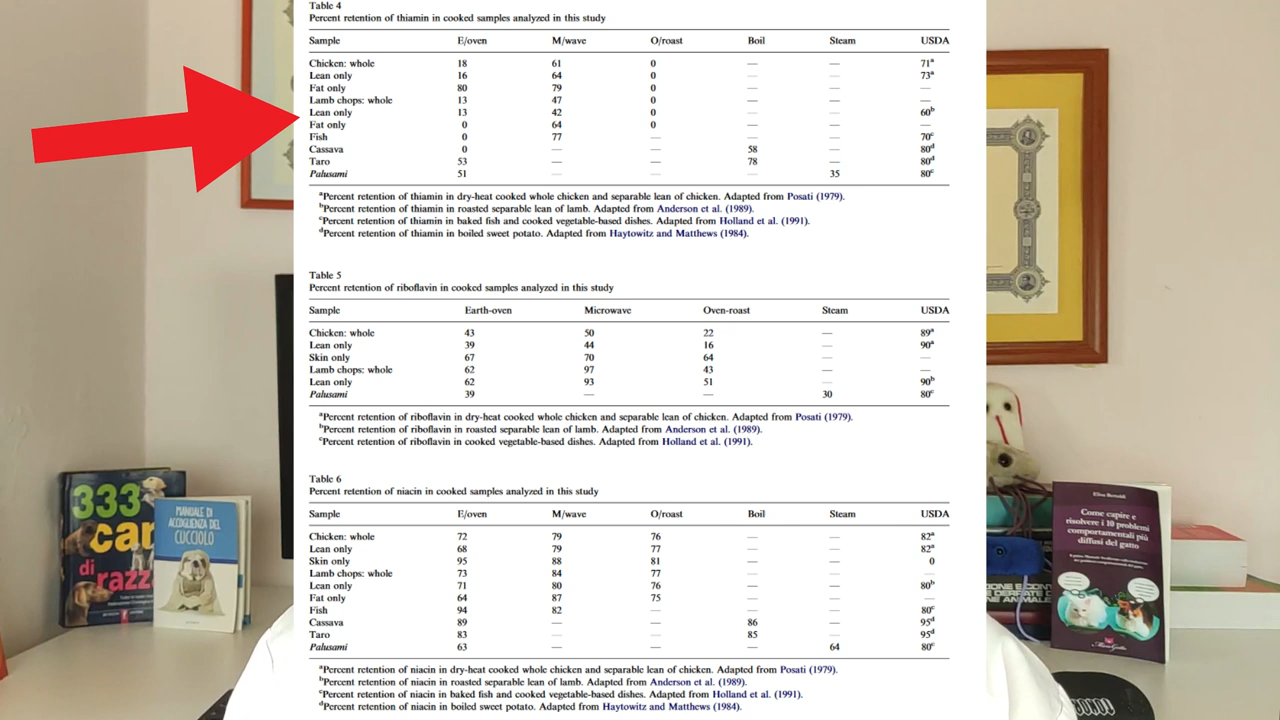 Table 4
Percent retention of thiamin in cooked samples analyzed in this study
Sample E/oven M/wave O/roast Boil Steam USDA
Chicken: whole 18 61 0 — — 71a
Lean only 16 64 0 — — 73a
Fat only 80 79 0 — — —
Lamb chops: whole 13 47 0 — — —
Lean only 13 42 0 — — 60b
Fat only 0 64 0 — — —
Fish 0 77 — — — 70c
Cassava 0 — — 58 80d
Taro 53 — — 78 — 80d
Palusami 51 — — — 35 80c
aPercent retention of thiamin in dry-heat cooked whole chicken and separable lean of chicken. Adapted from Posati (1979).
bPercent retention of thiamin in roasted separable lean of lamb. Adapted from Anderson et al. (1989).
cPercent retention of thiamin in baked fish and cooked vegetable-based dishes. Adapted from Holland et al. (1991).
dPercent retention of thiamin in boiled sweet potato. Adapted from Haytowitz and Matthews (1984).
Table 5
Percent retention of riboflavin in cooked samples analyzed in this study
Sample Earth-oven Microwave Oven-roast Steam USDA
Chicken: whole 43 50 22 — 89a
Lean only 39 44 16 — 90a
Skin only 67 70 64 — —
Lamb chops: whole 62 97 43 — —
Lean only 62 93 51 — 90b
Palusami 39 — — 30 80c
aPercent retention of riboflavin in dry-heat cooked whole chicken and separable lean of chicken. Adapted from Posati (1979).
bPercent retention of riboflavin in roasted separable lean of lamb. Adapted from Anderson et al. (1989).
cPercent retention of riboflavin in cooked vegetable-based dishes. Adapted from Holland et al. (1991).
Table 6
Percent retention of niacin in cooked samples analyzed in this study
Sample E/oven M/wave O/roast Boil Steam USDA
Chicken: whole 72 79 76 — — 82a
Lean only 68 79 77 — — 82a
Skin only 95 88 81 — — 0
Lamb chops: whole 73 84 77 — — —
Lean only 71 80 76 — — 80b
Fat only 64 87 75 — — —
Fish 94 82 — — — 80c
Cassava 89 — — 86 — 95d
Taro 83 — — 85 — 95d
Palusami 63 — — — 64 80c
aPercent retention of niacin in dry-heat cooked whole chicken and separable lean of chicken. Adapted from Posati (1979).
bPercent retention of niacin in roasted separable lean of lamb. Adapted from Anderson et al. (1989).
cPercent retention of niacin in baked fish and cooked vegetable-based dishes. Adapted from Holland et al. (1991).
dPercent retention of niacin in boiled sweet potato. Adapted from Haytowitz and Matthews (1984).
333
can
di
razz
MANUALE DI
ACCOGLIENZA DEL
CUCCIOLO
Elisa
Come capire e
risolvere i 10 problemi
comportamentali più
diffusi del gatto